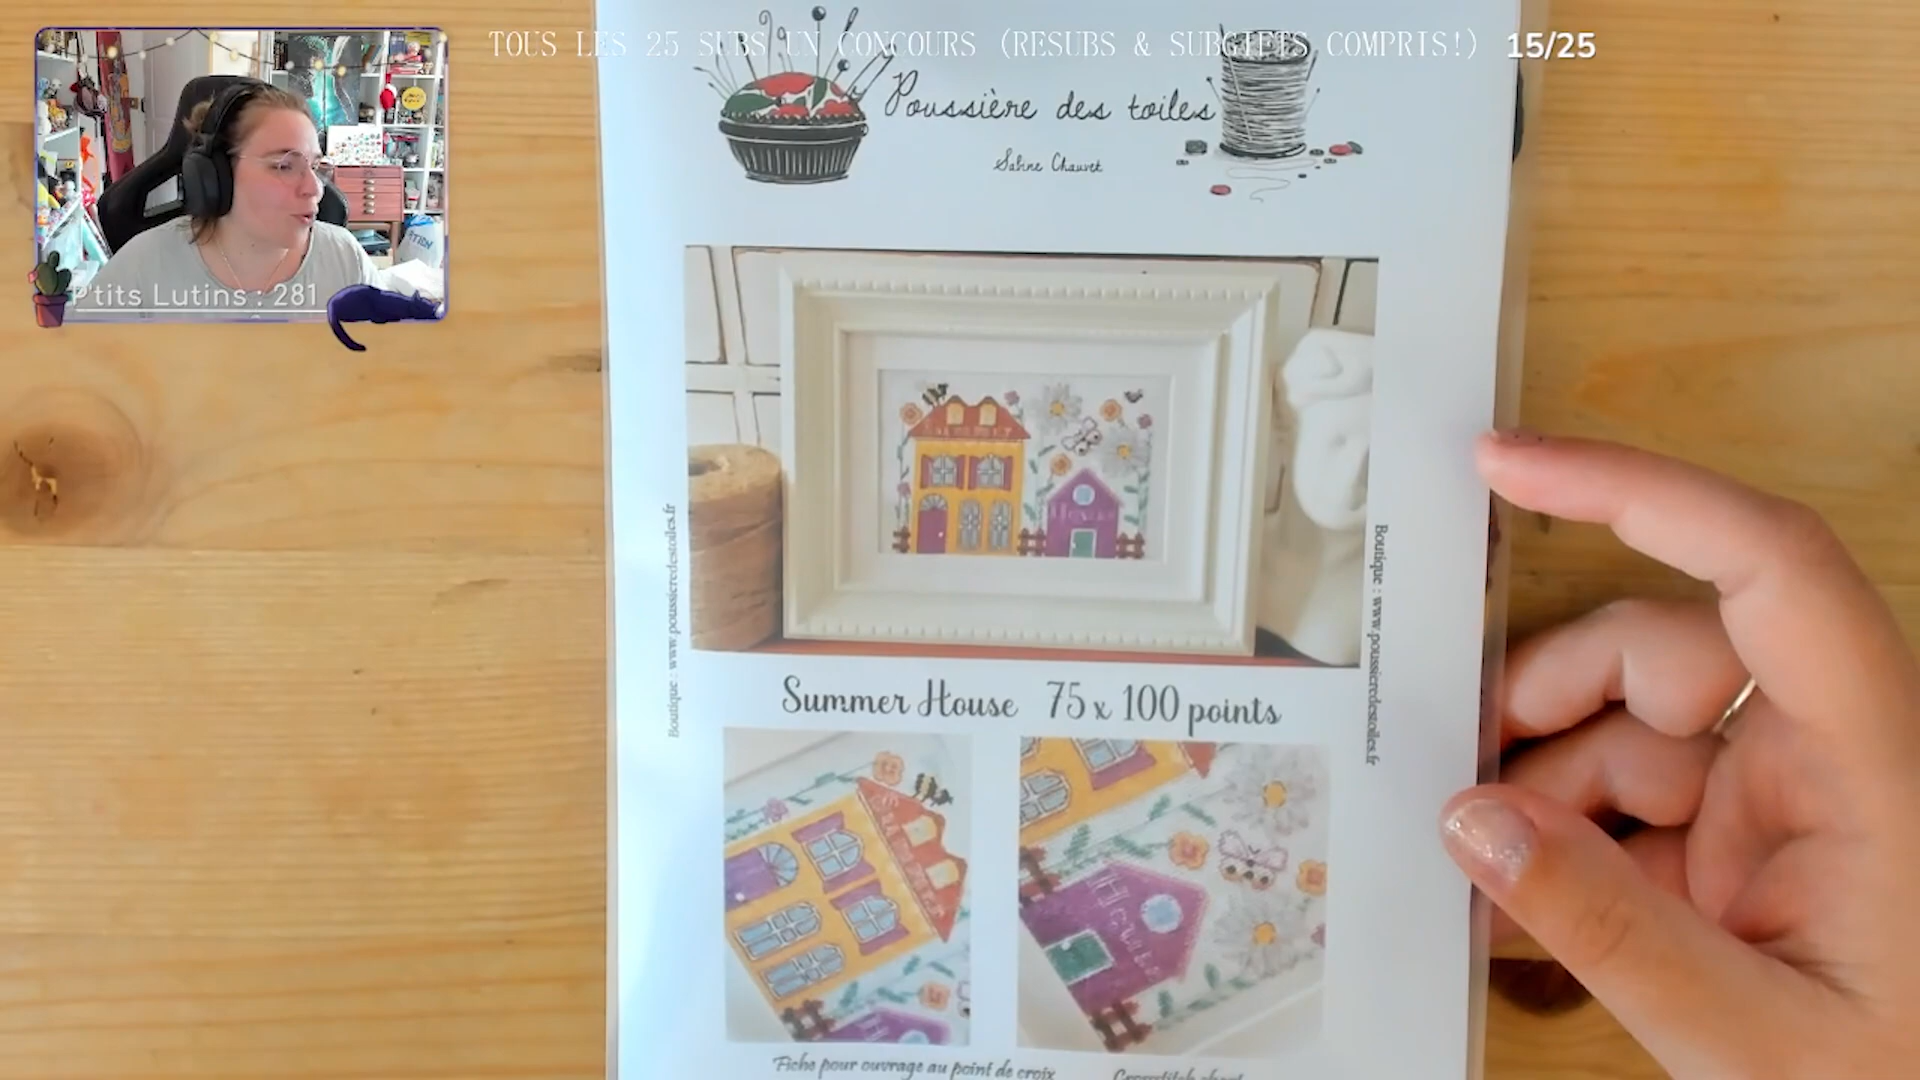 TOUS LES 25 SUBS UN CONCOURS (RESUBS & SUBGIFTS COMPRIS!) 15/25
Poussière des toiles
Sabine Chauvet
P'tits Lutins : 281
Boutique : www.poussieredestoiles.fr
Boutique : www.poussieredestoiles.fr
Summer House 75 x 100 points
Fiche pour ouvrage au point de croix